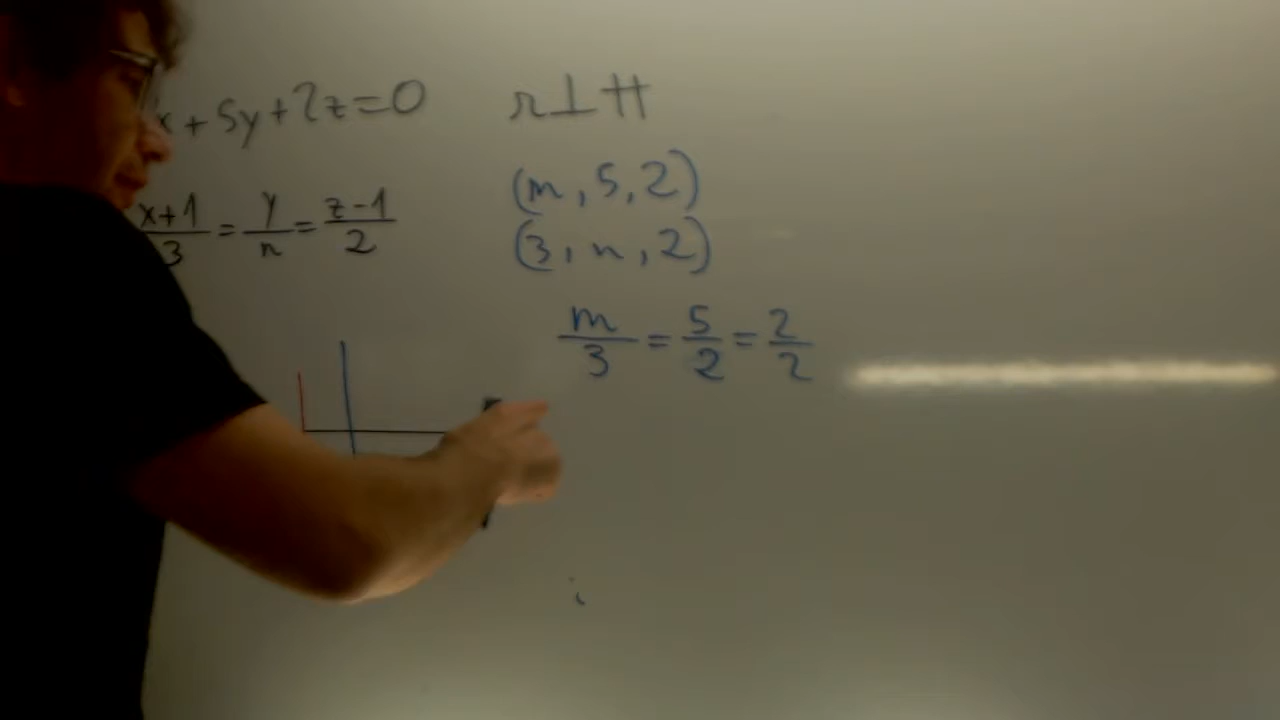 x + 5y + 2z = 0
r ⊥ π
(x+1)/3 = y/n = (z-1)/2
(m, 5, 2)
(3, n, 2)
m/3 = 5/2 = 2/2